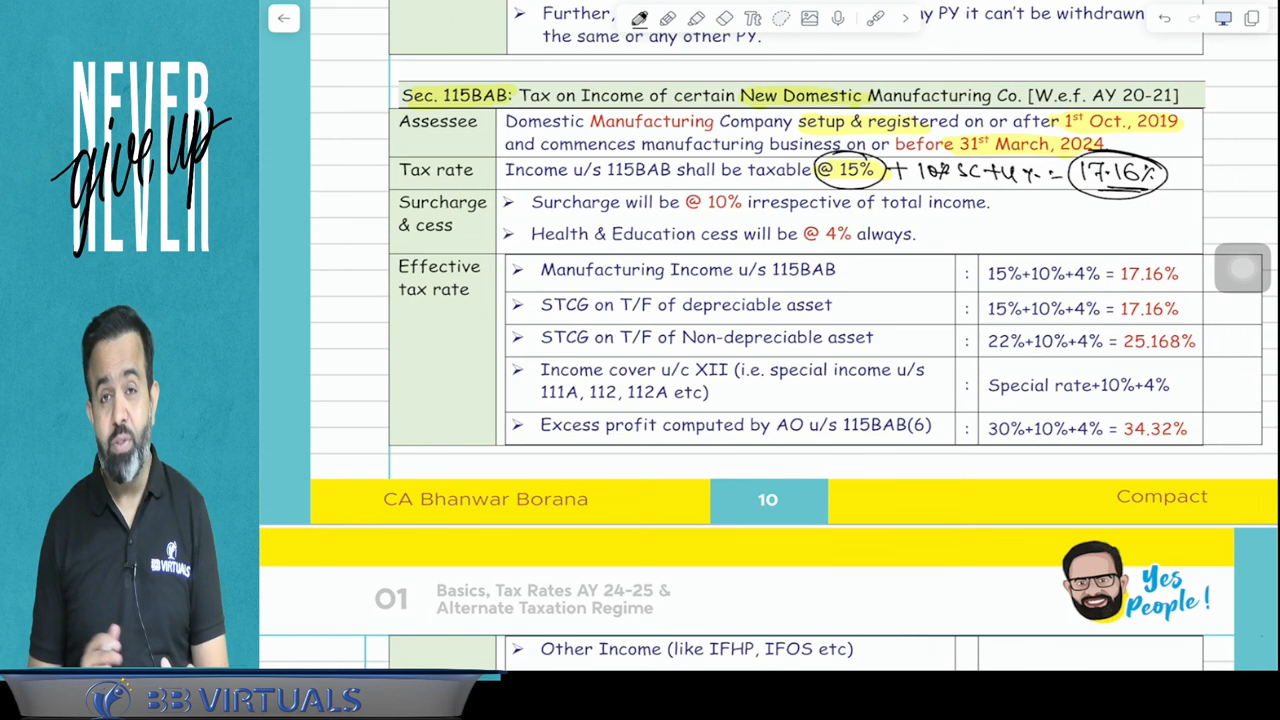 NEVER
give up
NEVER
Further,
ny PY it can't be withdrawn
the same or any other PY.
Sec. 115BAB: Tax on Income of certain New Domestic Manufacturing Co. [W.e.f. AY 20-21]
Assessee
Domestic Manufacturing Company setup & registered on or after 1st Oct., 2019
and commences manufacturing business on or before 31st March, 2024
Tax rate
Income u/s 115BAB shall be taxable @ 15% + 10% SC + 4% = 17.16%
Surcharge
& cess
Surcharge will be @ 10% irrespective of total income.
Health & Education cess will be @ 4% always.
Effective
tax rate
Manufacturing Income u/s 115BAB : 15%+10%+4% = 17.16%
STCG on T/F of depreciable asset : 15%+10%+4% = 17.16%
STCG on T/F of Non-depreciable asset : 22%+10%+4% = 25.168%
Income cover u/c XII (i.e. special income u/s
111A, 112, 112A etc) : Special rate+10%+4%
Excess profit computed by AO u/s 115BAB(6) : 30%+10%+4% = 34.32%
CA Bhanwar Borana 10 Compact
01
Basics, Tax Rates AY 24-25 &
Alternate Taxation Regime
Yes
People!
Other Income (like IFHP, IFOS etc)
BB VIRTUALS
BB VIRTUALS